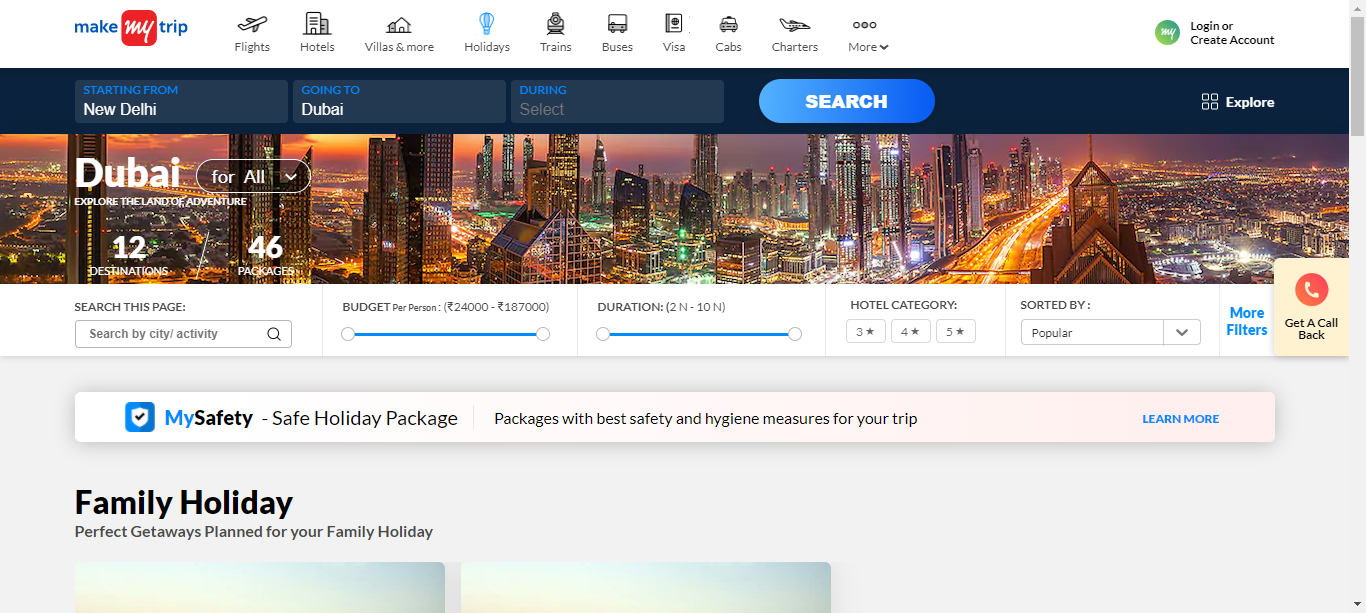 make my trip
Flights
Hotels
Villas & more
Holidays
Trains
Buses
Visa
Cabs
Charters
More
my
Login or
Create Account
STARTING FROM
New Delhi
GOING TO
Dubai
DURING
Select
SEARCH
Explore
Dubai
for All
EXPLORE THE LAND OF ADVENTURE
12
DESTINATIONS
46
PACKAGES
SEARCH THIS PAGE:
Search by city/ activity
BUDGET Per Person : (₹24000 - ₹187000)
DURATION: (2 N - 10 N)
HOTEL CATEGORY:
3 ★
4 ★
5 ★
SORTED BY :
Popular
More
Filters
Get A Call
Back
MySafety - Safe Holiday Package
Packages with best safety and hygiene measures for your trip
LEARN MORE
Family Holiday
Perfect Getaways Planned for your Family Holiday